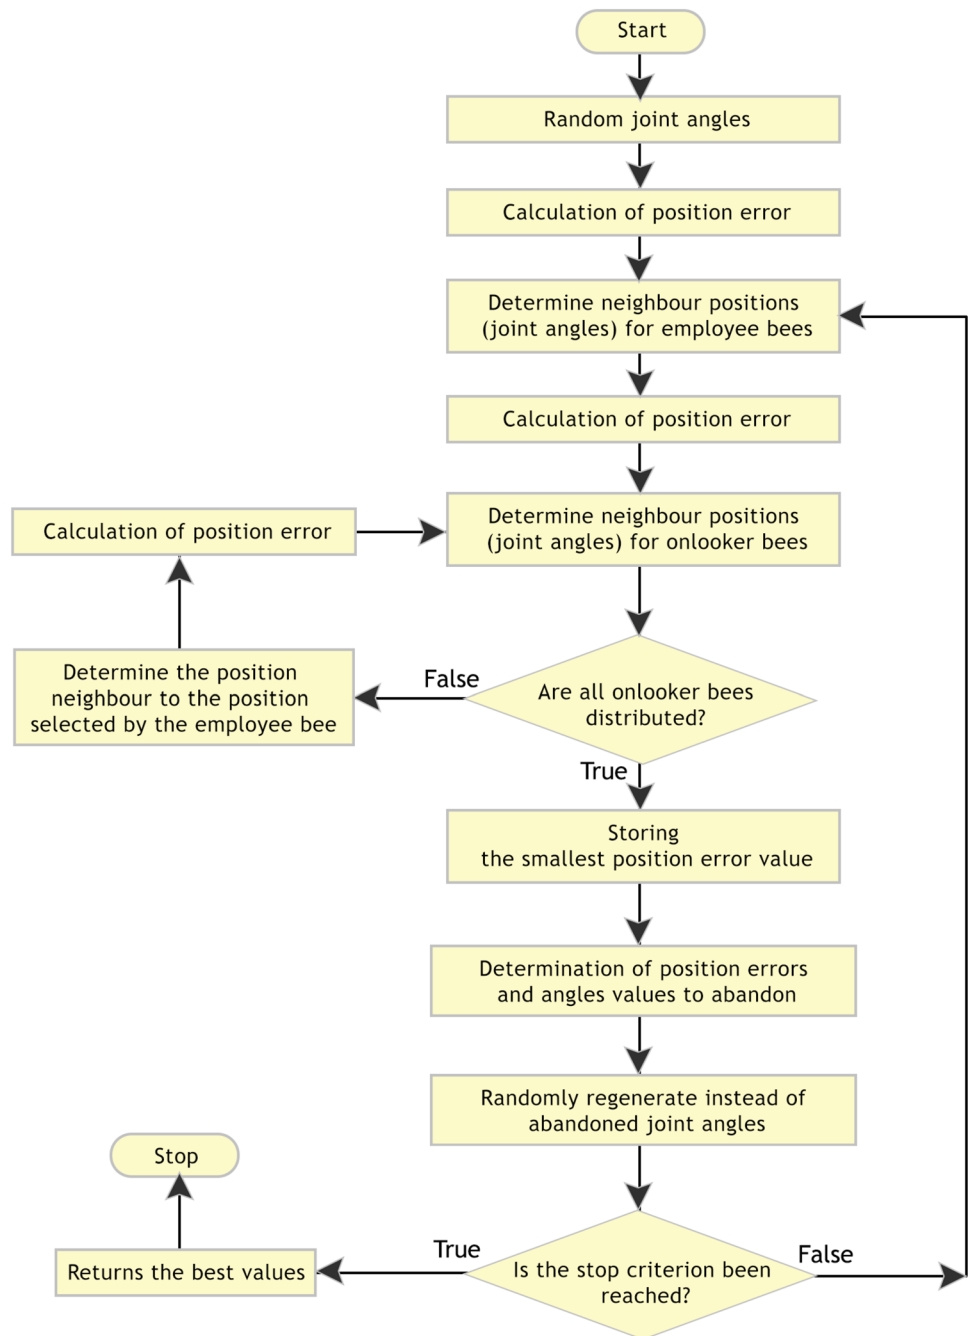 Start
Random joint angles
Calculation of position error
Determine neighbour positions
(joint angles) for employee bees
Calculation of position error
Determine neighbour positions
(joint angles) for onlooker bees
Calculation of position error
Determine the position
neighbour to the position
selected by the employee bee
False
Are all onlooker bees
distributed?
True
Storing
the smallest position error value
Determination of position errors
and angles values to abandon
Randomly regenerate instead of
abandoned joint angles
Is the stop criterion been
reached?
False
True
Returns the best values
Stop